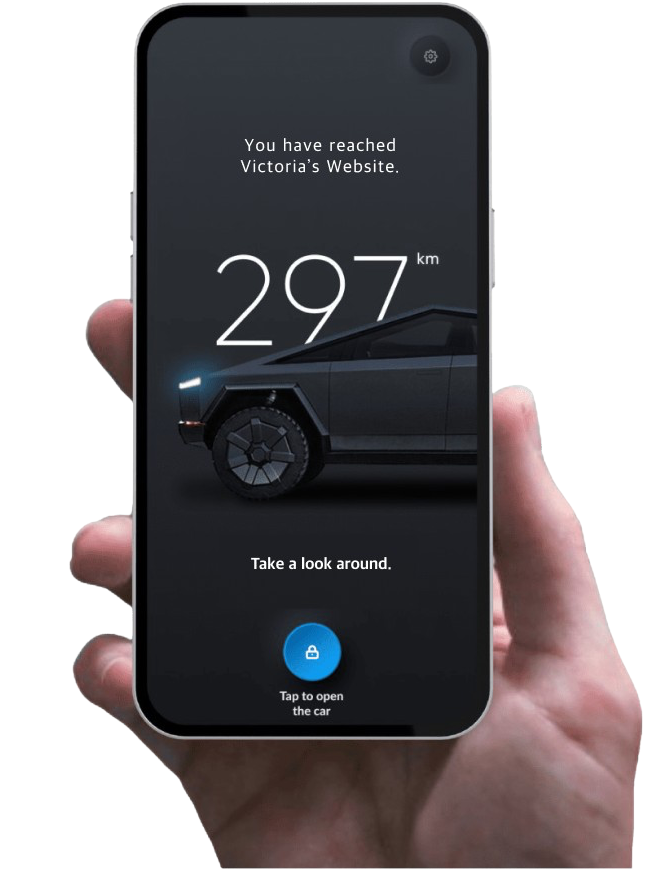 You have reached
Victoria’s Website.
297 km
Take a look around.
Tap to open
the car